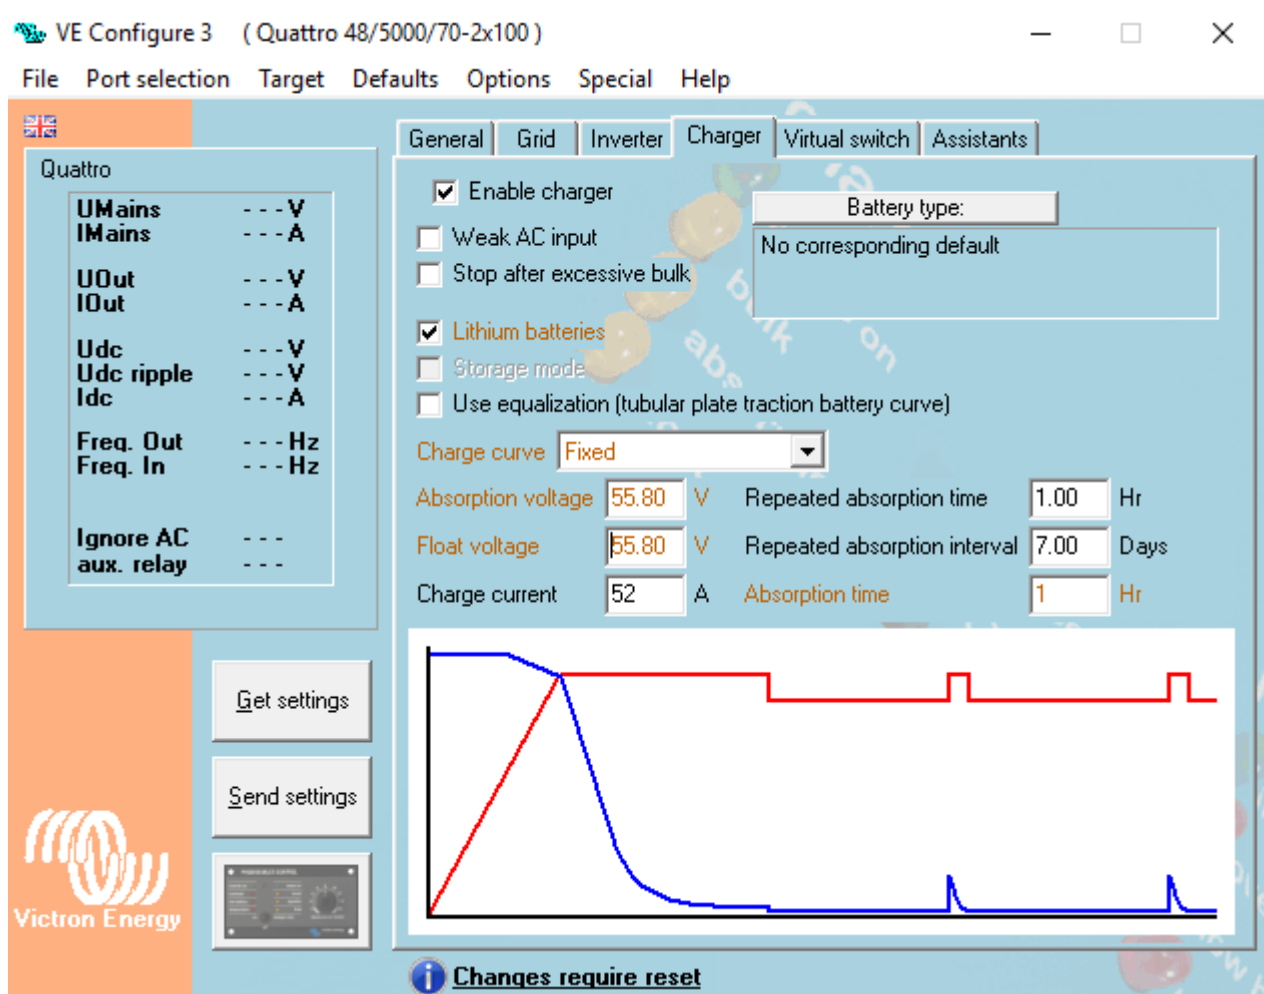 VE Configure 3 ( Quattro 48/5000/70-2x100 )
File Port selection Target Defaults Options Special Help
General Grid Inverter Charger Virtual switch Assistants
Quattro
UMains - - - V
IMains - - - A
UOut - - - V
IOut - - - A
Udc - - - V
Udc ripple - - - V
Idc - - - A
Freq. Out - - - Hz
Freq. In - - - Hz
Ignore AC - - -
aux. relay - - -
Enable charger
Battery type:
Weak AC input
No corresponding default
Stop after excessive bulk
Lithium batteries
Storage mode
Use equalization (tubular plate traction battery curve)
Charge curve Fixed
Absorption voltage 55.80 V Repeated absorption time 1.00 Hr
Float voltage 55.80 V Repeated absorption interval 7.00 Days
Charge current 52 A Absorption time 1 Hr
Get settings
Send settings
Victron Energy
Changes require reset
bulk
abs
on